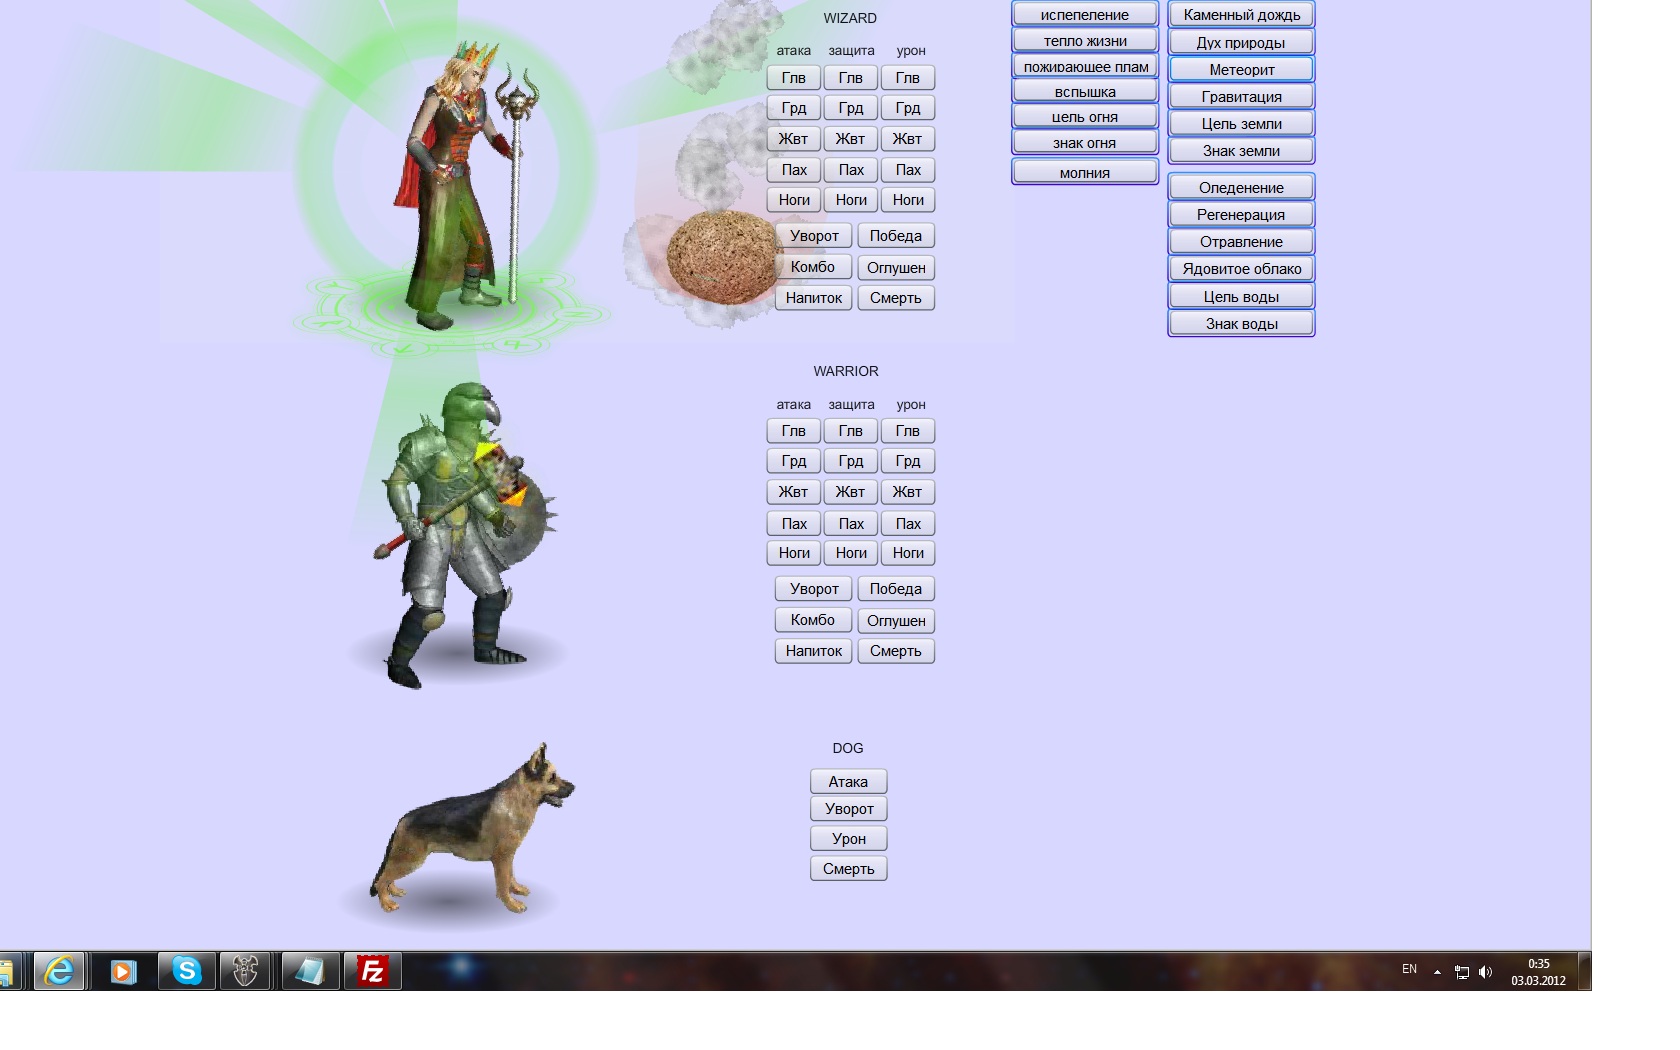 WIZARD
атака защита урон
Глв Глв Глв
Грд Грд Грд
Жвт Жвт Жвт
Пах Пах Пах
Ноги Ноги Ноги
Уворот Победа
Комбо Оглушен
Напиток Смерть
испепеление
тепло жизни
пожирающее плам
вспышка
цель огня
знак огня
молния
Каменный дождь
Дух природы
Метеорит
Гравитация
Цель земли
Знак земли
Оледенение
Регенерация
Отравление
Ядовитое облако
Цель воды
Знак воды
WARRIOR
атака защита урон
Глв Глв Глв
Грд Грд Грд
Жвт Жвт Жвт
Пах Пах Пах
Ноги Ноги Ноги
Уворот Победа
Комбо Оглушен
Напиток Смерть
DOG
Атака
Уворот
Урон
Смерть
EN
0:35
03.03.2012